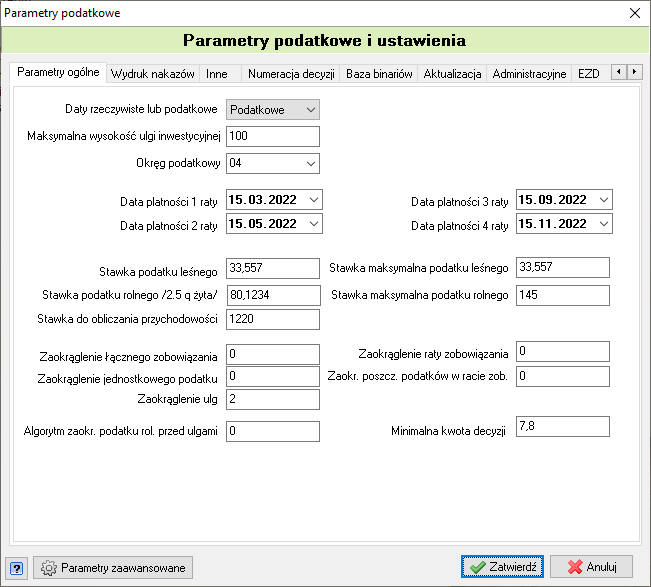 Parametry podatkowe
Parametry podatkowe i ustawienia
Parametry ogólne Wydruk nakazów Inne Numeracja decyzji Baza binariów Aktualizacja Administracyjne EZD
Daty rzeczywiste lub podatkowe Podatkowe
Maksymalna wysokość ulgi inwestycyjnej 100
Okręg podatkowy 04
Data płatności 1 raty 15.03.2022 Data płatności 3 raty 15.09.2022
Data płatności 2 raty 15.05.2022 Data płatności 4 raty 15.11.2022
Stawka podatku leśnego 33,557 Stawka maksymalna podatku leśnego 33,557
Stawka podatku rolnego /2.5 q żyta/ 80,1234 Stawka maksymalna podatku rolnego 145
Stawka do obliczania przychodowości 1220
Zaokrąglenie łącznego zobowiązania 0 Zaokrąglenie raty zobowiązania 0
Zaokrąglenie jednostkowego podatku 0 Zaokr. poszcz. podatków w racie zob. 0
Zaokrąglenie ulg 2
Algorytm zaokr. podatku rol. przed ulgami 0 Minimalna kwota decyzji 7,8
? Parametry zaawansowane Zatwierdź Anuluj